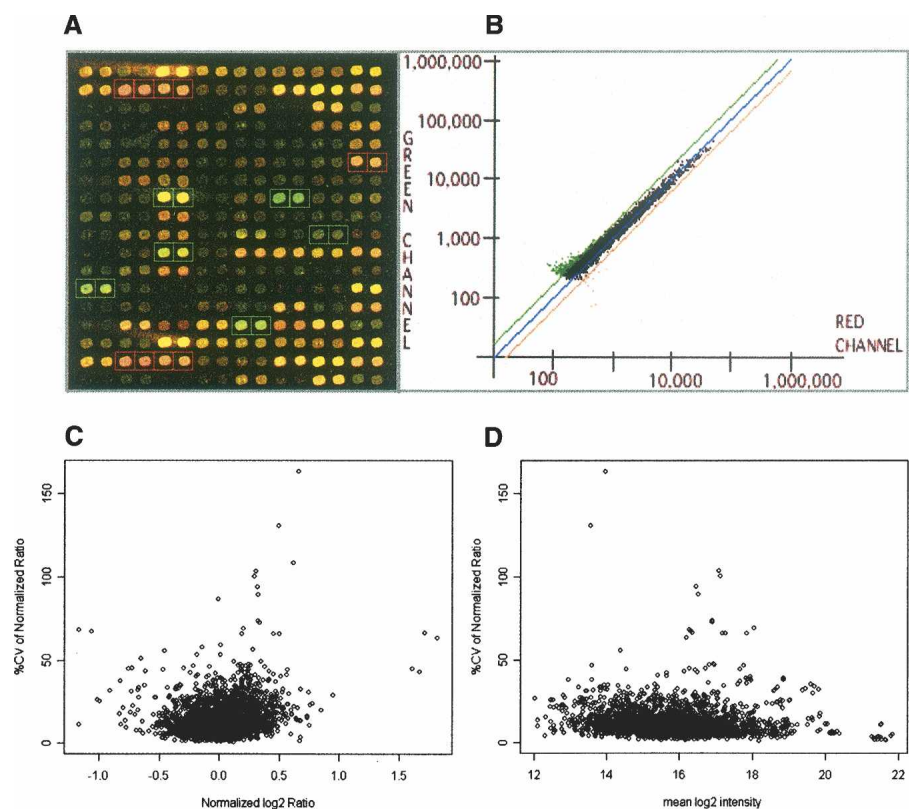 A
B
1,000,000
100,000
10,000
1,000
100
GREEN CHANNEL
RED
CHANNEL
100
10,000
1,000,000
C
D
%CV of Normalized Ratio
150
100
50
0
-1.0
-0.5
0.0
0.5
1.0
1.5
Normalized log2 Ratio
%CV of Normalized Ratio
150
100
50
0
12
14
16
18
20
22
mean log2 intensity